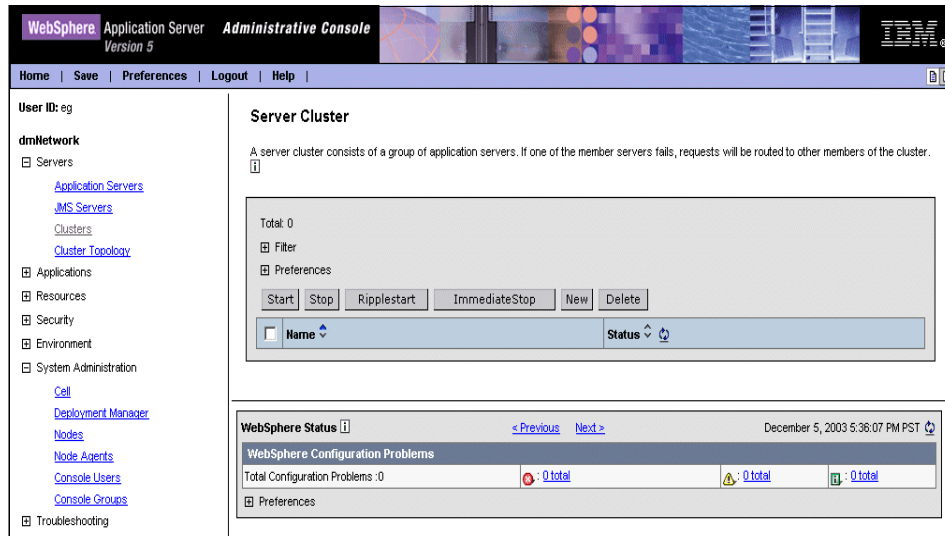 WebSphere. Application Server Administrative Console
Version 5
IBM®
Home | Save | Preferences | Logout | Help |
User ID: eg
dmNetwork
Servers
Application Servers
JMS Servers
Clusters
Cluster Topology
Applications
Resources
Security
Environment
System Administration
Cell
Deployment Manager
Nodes
Node Agents
Console Users
Console Groups
Troubleshooting
Server Cluster
A server cluster consists of a group of application servers. If one of the member servers fails, requests will be routed to other members of the cluster.
i
Total: 0
Filter
Preferences
Start Stop Ripplestart ImmediateStop New Delete
Name Status
WebSphere Status i < Previous Next > December 5, 2003 5:36:07 PM PST
WebSphere Configuration Problems
Total Configuration Problems :0 : 0 total : 0 total : 0 total
Preferences